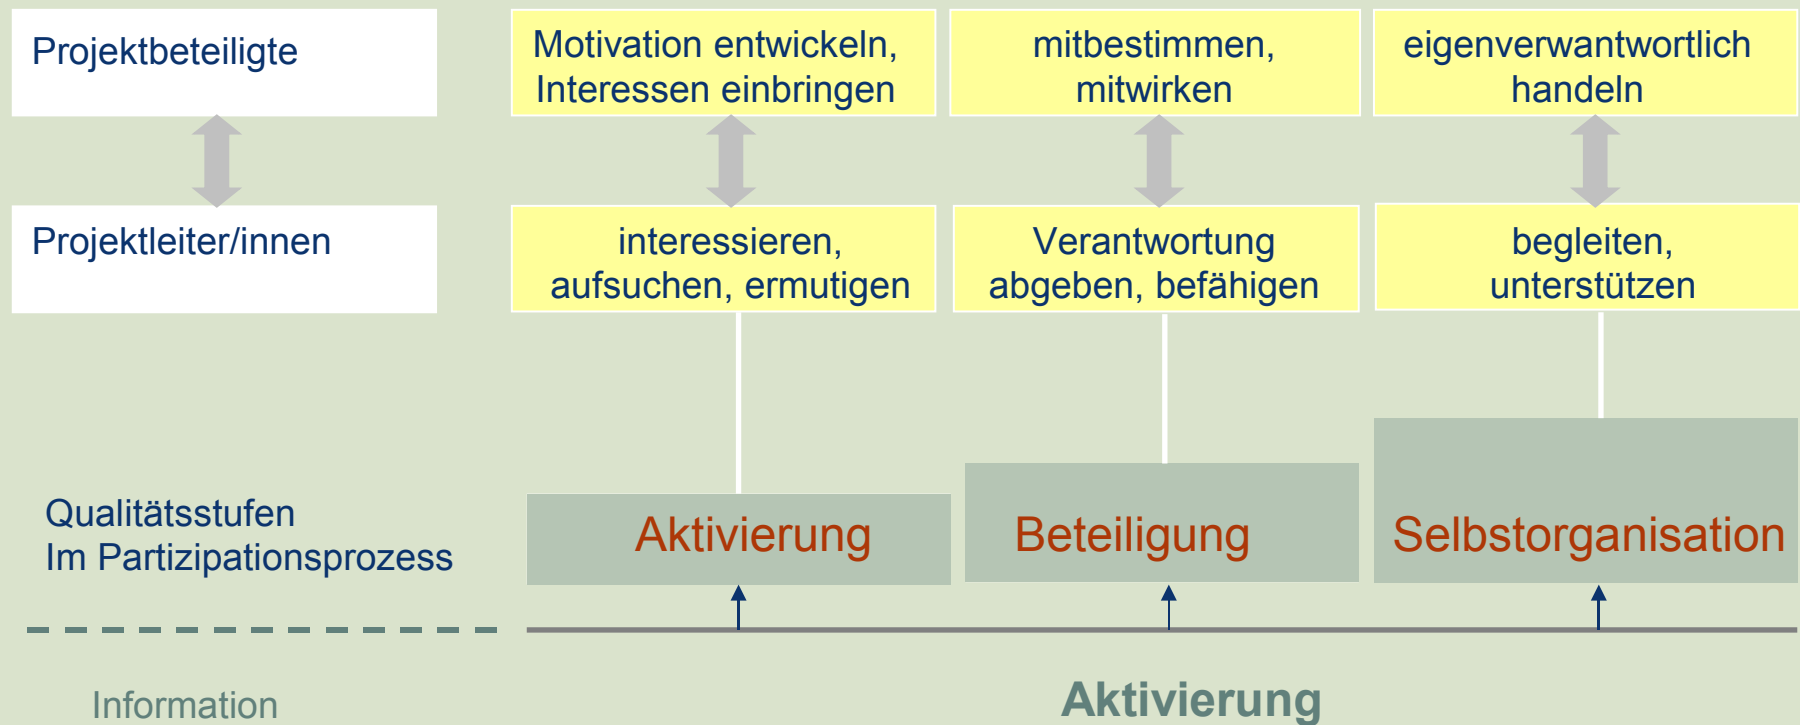 Projektbeteiligte
Motivation entwickeln,
Interessen einbringen
mitbestimmen,
mitwirken
eigenverwantwortlich
handeln
Projektleiter/innen
interessieren,
aufsuchen, ermutigen
Verantwortung
abgeben, befähigen
begleiten,
unterstützen
Qualitätsstufen
Im Partizipationsprozess
Aktivierung
Beteiligung
Selbstorganisation
Information
Aktivierung